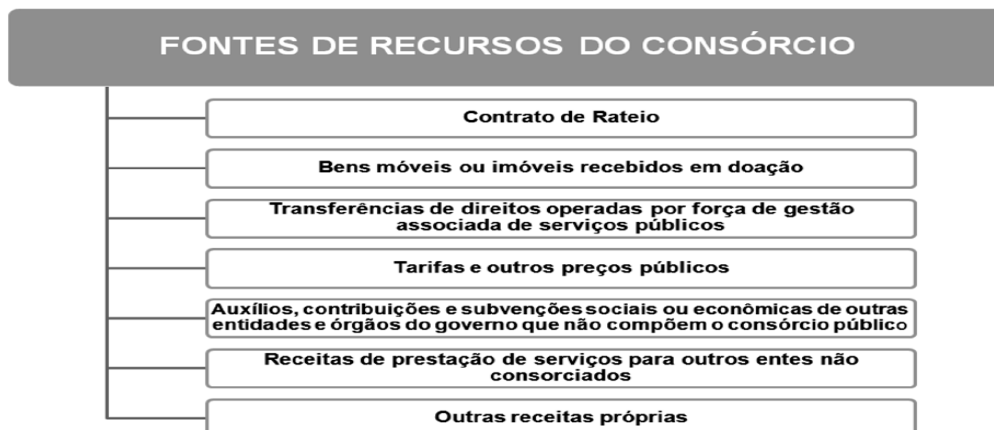 FONTES DE RECURSOS DO CONSÓRCIO
Contrato de Rateio
Bens móveis ou imóveis recebidos em doação
Transferências de direitos operadas por força de gestão
associada de serviços públicos
Tarifas e outros preços públicos
Auxílios, contribuições e subvenções sociais ou econômicas de outras
entidades e órgãos do governo que não compõem o consórcio público
Receitas de prestação de serviços para outros entes não
consorciados
Outras receitas próprias